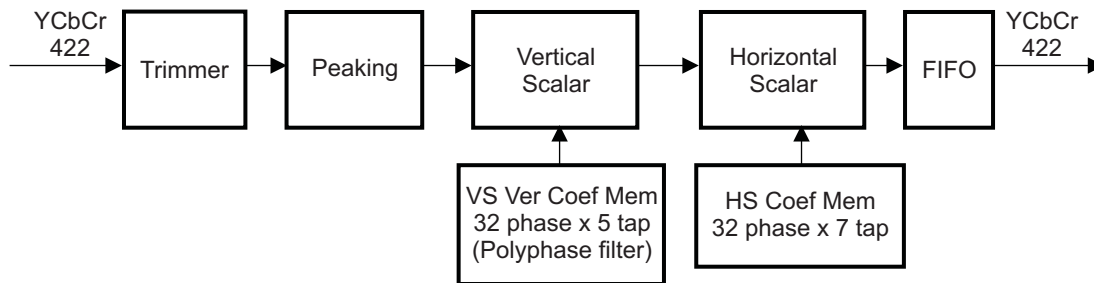 YCbCr
422
Trimmer
Peaking
Vertical
Scalar
Horizontal
Scalar
FIFO
YCbCr
422
VS Ver Coef Mem
32 phase x 5 tap
(Polyphase filter)
HS Coef Mem
32 phase x 7 tap